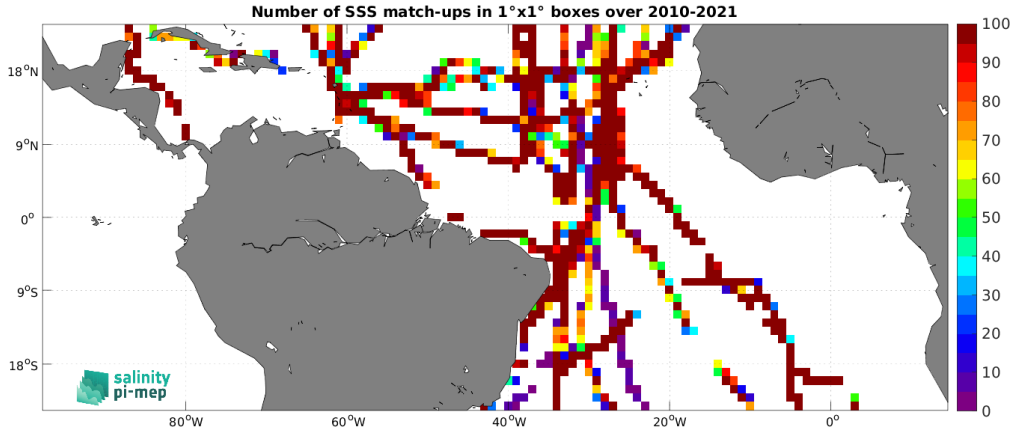 Number of SSS match-ups in 1°x1° boxes over 2010-2021
100
90
80
70
60
50
40
30
20
10
0
18°N
9°N
0°
9°S
18°S
salinity
pi-mep
80°W
60°W
40°W
20°W
0°